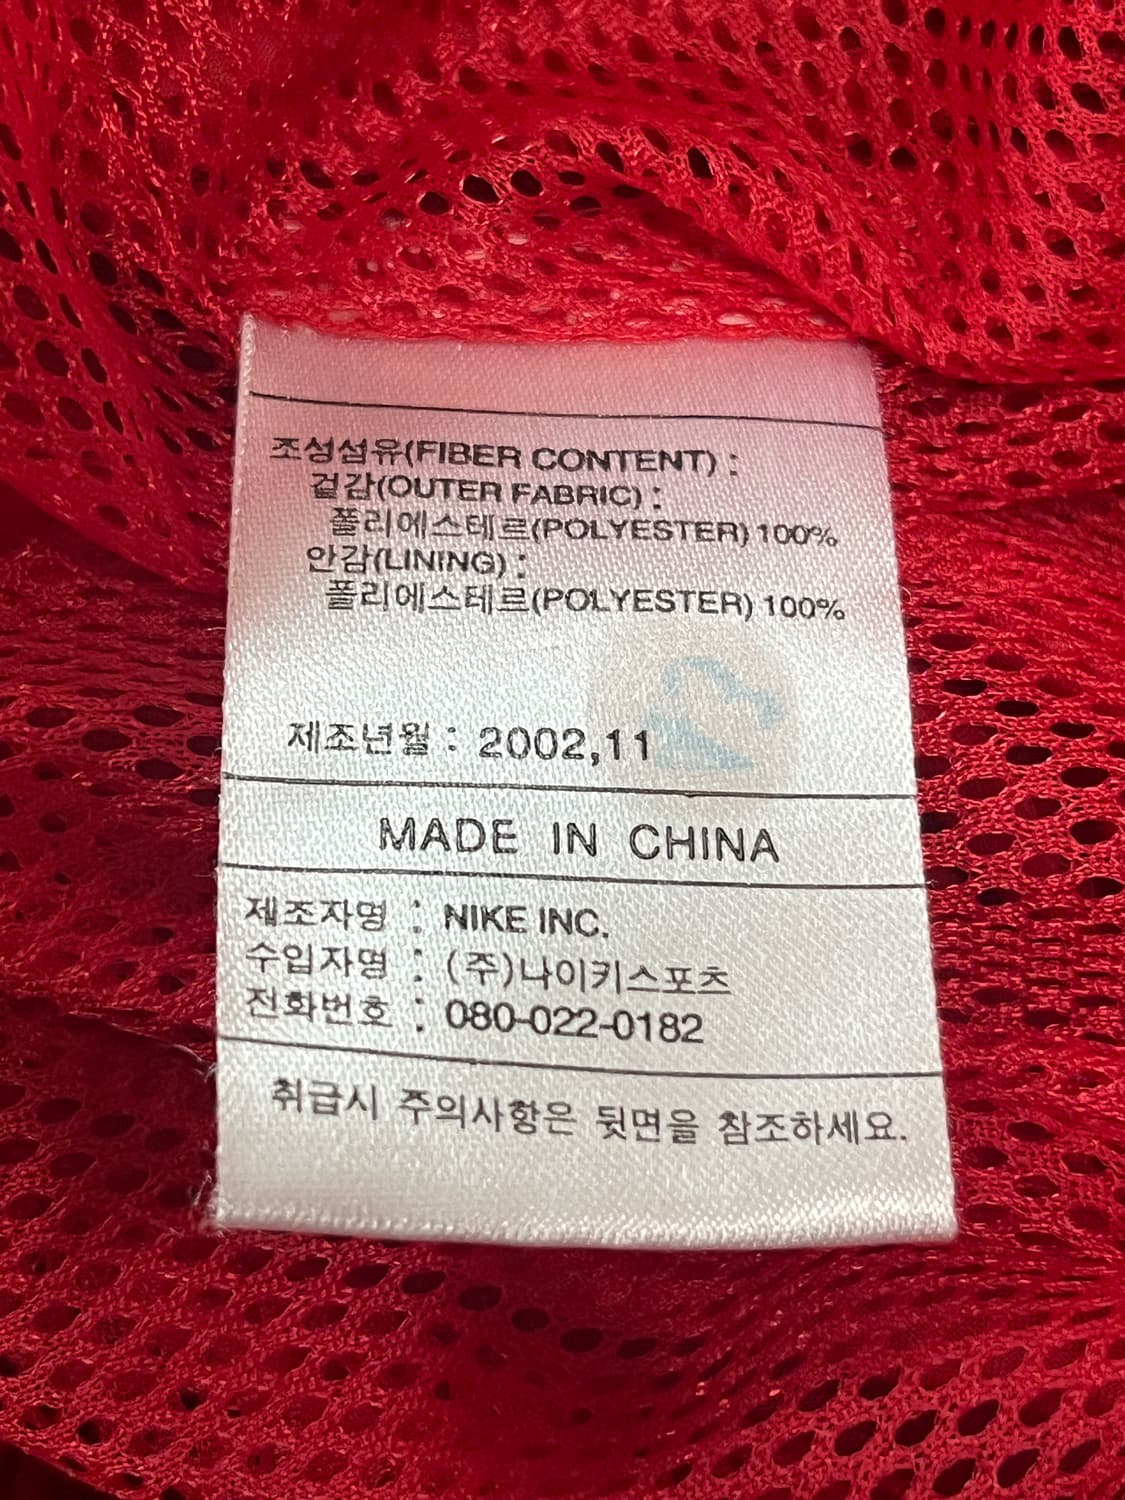 조성섬유(FIBER CONTENT) :
겉감(OUTER FABRIC) :
폴리에스테르(POLYESTER) 100%
안감(LINING) :
폴리에스테르(POLYESTER) 100%
제조년월 : 2002,11
MADE IN CHINA
제조자명 : NIKE INC.
수입자명 : (주)나이키스포츠
전화번호 : 080-022-0182
취급시 주의사항은 뒷면을 참조하세요.